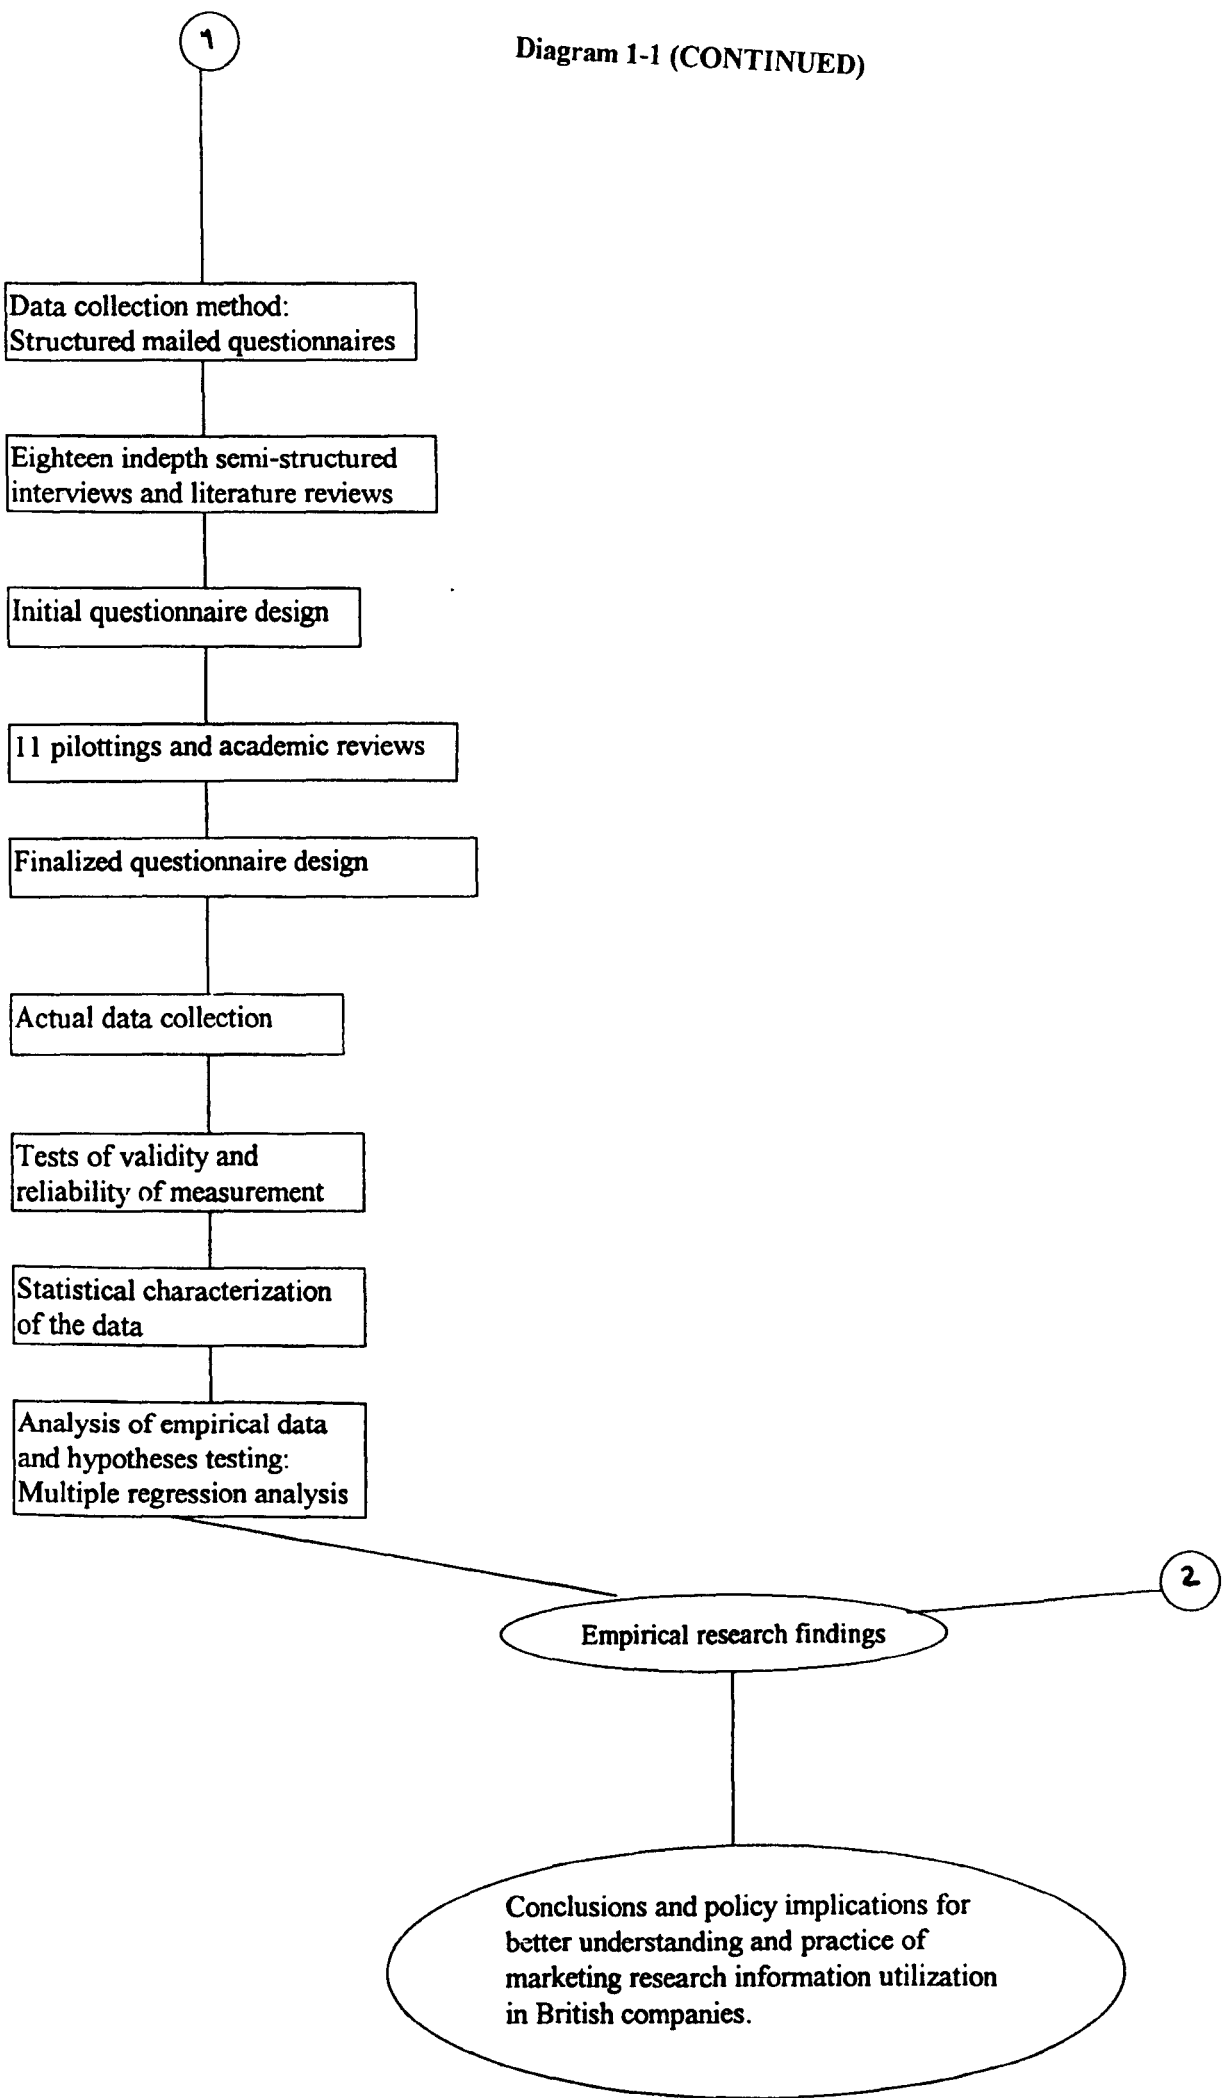 1
Diagram 1-1 (CONTINUED)
Data collection method:
Structured mailed questionnaires
Eighteen indepth semi-structured
interviews and literature reviews
Initial questionnaire design
11 pilottings and academic reviews
Finalized questionnaire design
Actual data collection
Tests of validity and
reliability of measurement
Statistical characterization
of the data
Analysis of empirical data
and hypotheses testing:
Multiple regression analysis
2
Empirical research findings
Conclusions and policy implications for
better understanding and practice of
marketing research information utilization
in British companies.